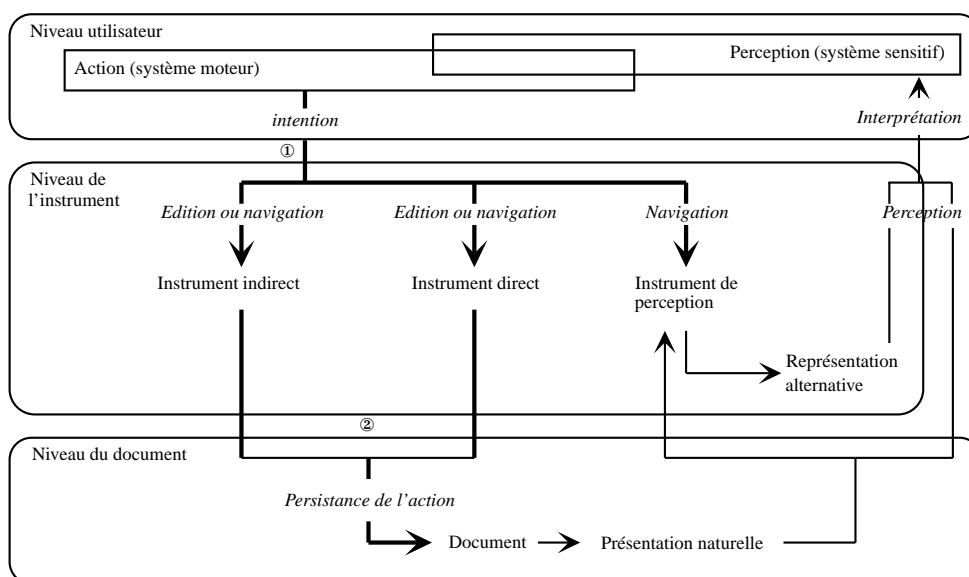 Niveau utilisateur
Action (système moteur)
Perception (système sensitif)
intention
Interprétation
①
Niveau de
l’instrument
Edition ou navigation
Edition ou navigation
Navigation
Perception
Instrument indirect
Instrument direct
Instrument de
perception
Représentation
alternative
②
Niveau du document
Persistance de l’action
Document
Présentation naturelle